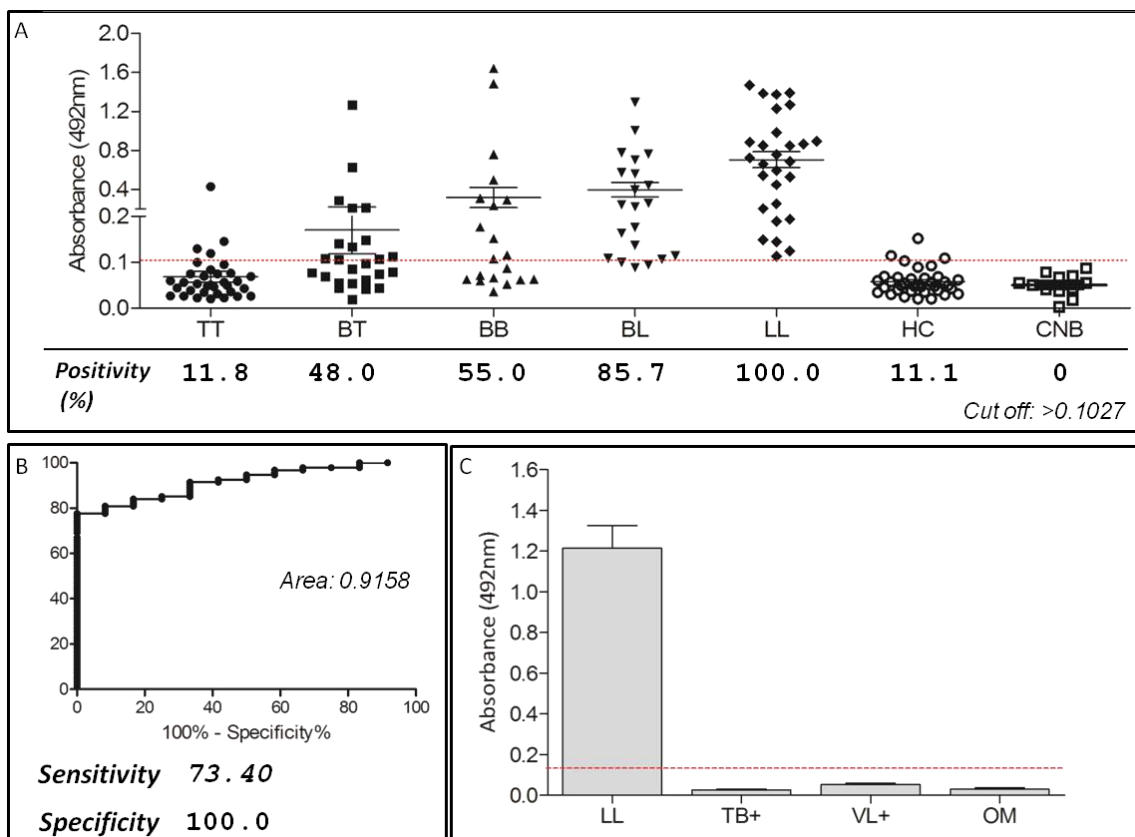 A
Absorbance (492nm)
2.0
1.6
1.2
0.8
0.4
0.2
0.1
0.0
TT BT BB BL LL HC CNB
Positivity (%) 11.8 48.0 55.0 85.7 100.0 11.1 0
Cut off: >0.1027
B
100
80
60
40
20
0
0 20 40 60 80 100
100% - Specificity%
Area: 0.9158
Sensitivity 73.40
Specificity 100.0
C
Absorbance (492nm)
1.6
1.4
1.2
1.0
0.8
0.6
0.4
0.2
0.0
LL TB+ VL+ OM